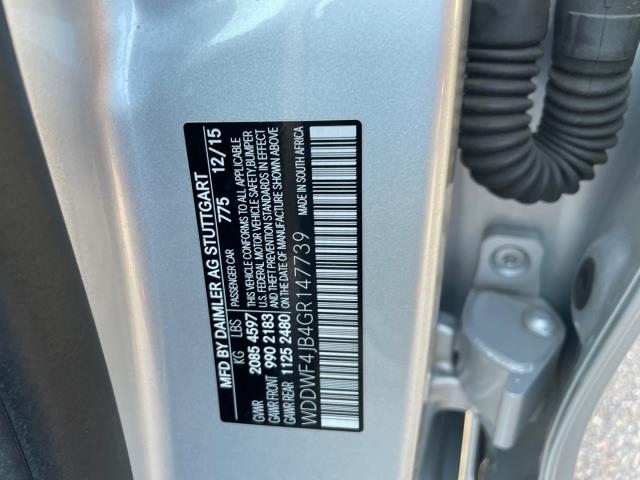 MFD BY DAIMLER AG STUTTGART
KG LBS PASSENGER CAR 775 12/15
GVWR 2085 4597 THIS VEHICLE CONFORMS TO ALL APPLICABLE
GAWR FRONT 990 2183 U.S. FEDERAL MOTOR VEHICLE SAFETY, BUMPER
GAWR REAR 1125 2480 AND THEFT PREVENTION STANDARDS IN EFFECT
ON THE DATE OF MANUFACTURE SHOWN ABOVE
WDDWF4JB4GR147739 MADE IN SOUTH AFRICA